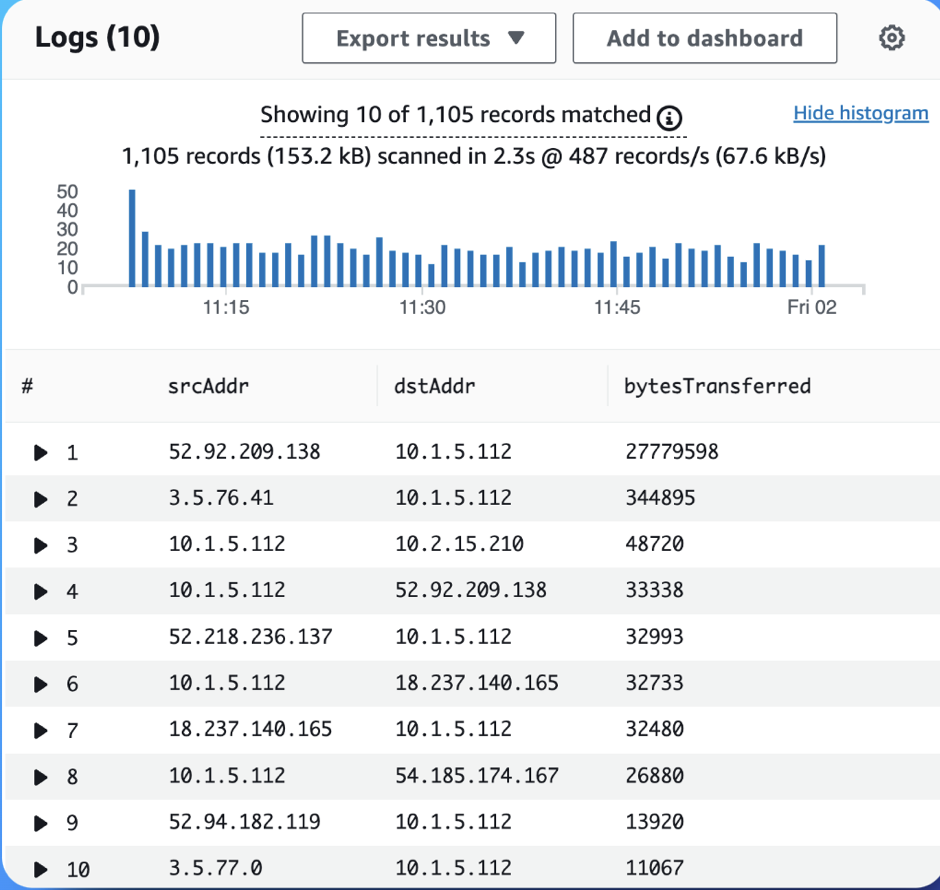 Logs (10)
Export results
Add to dashboard
Showing 10 of 1,105 records matched
Hide histogram
1,105 records (153.2 kB) scanned in 2.3s @ 487 records/s (67.6 kB/s)
50
40
30
20
10
0
11:15 11:30 11:45 Fri 02
# srcAddr dstAddr bytesTransferred
1 52.92.209.138 10.1.5.112 27779598
2 3.5.76.41 10.1.5.112 344895
3 10.1.5.112 10.2.15.210 48720
4 10.1.5.112 52.92.209.138 33338
5 52.218.236.137 10.1.5.112 32993
6 10.1.5.112 18.237.140.165 32733
7 18.237.140.165 10.1.5.112 32480
8 10.1.5.112 54.185.174.167 26880
9 52.94.182.119 10.1.5.112 13920
10 3.5.77.0 10.1.5.112 11067